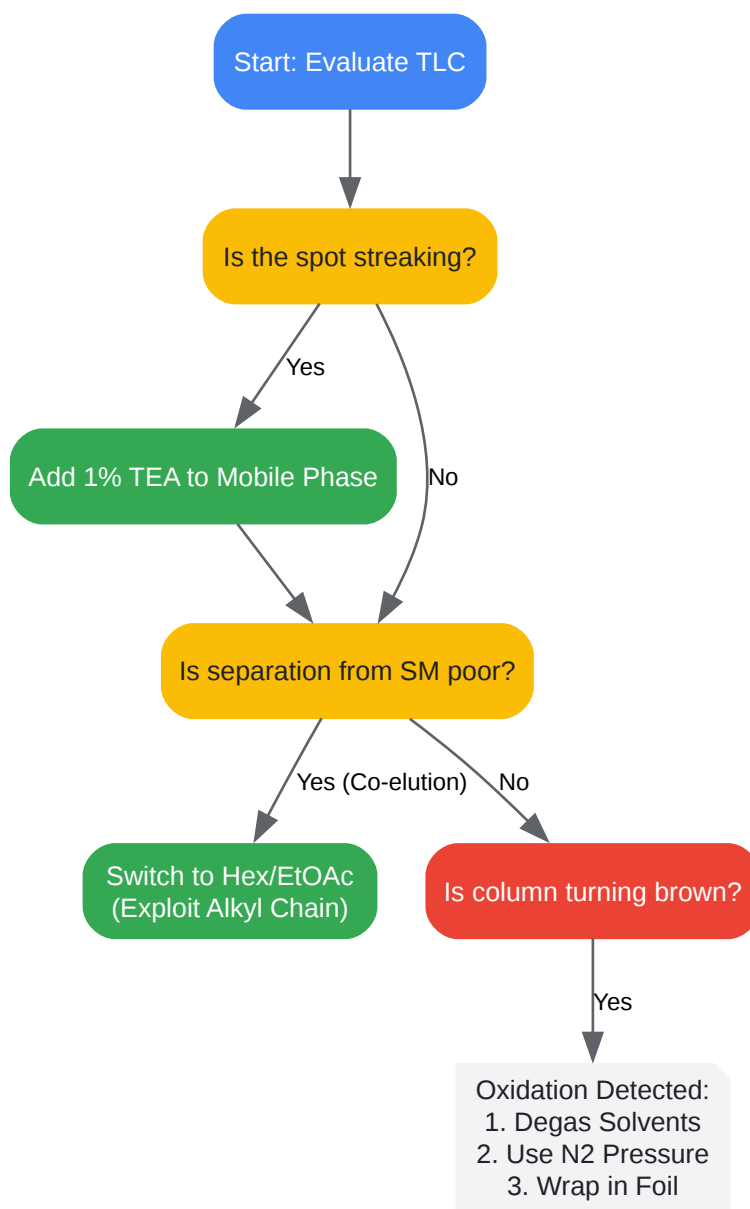 Start: Evaluate TLC
Is the spot streaking?
Yes
Add 1% TEA to Mobile Phase
No
Is separation from SM poor?
Yes (Co-elution)
No
Switch to Hex/EtOAc
(Exploit Alkyl Chain)
Is column turning brown?
Yes
Oxidation Detected:
1. Degas Solvents
2. Use N2 Pressure
3. Wrap in Foil